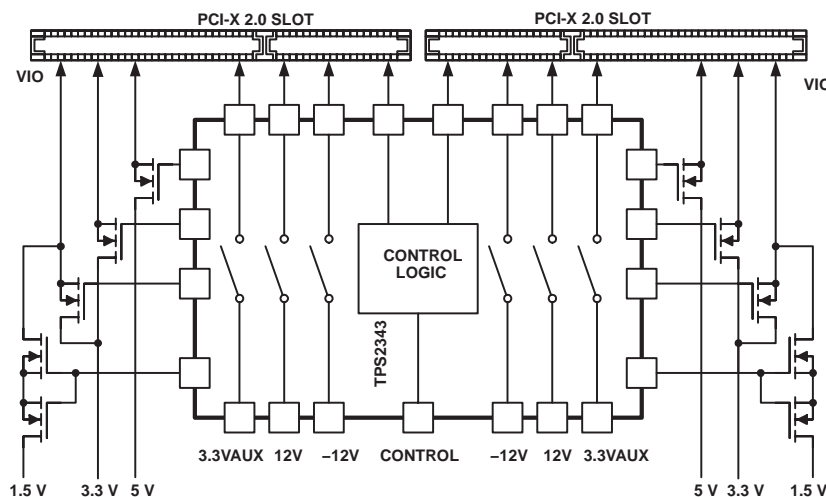 PCI-X 2.0 SLOT PCI-X 2.0 SLOT
VIO VIO
CONTROL
LOGIC
TPS2343
3.3VAUX 12V –12V CONTROL –12V 12V 3.3VAUX
1.5 V 3.3 V 5 V 5 V 3.3 V 1.5 V